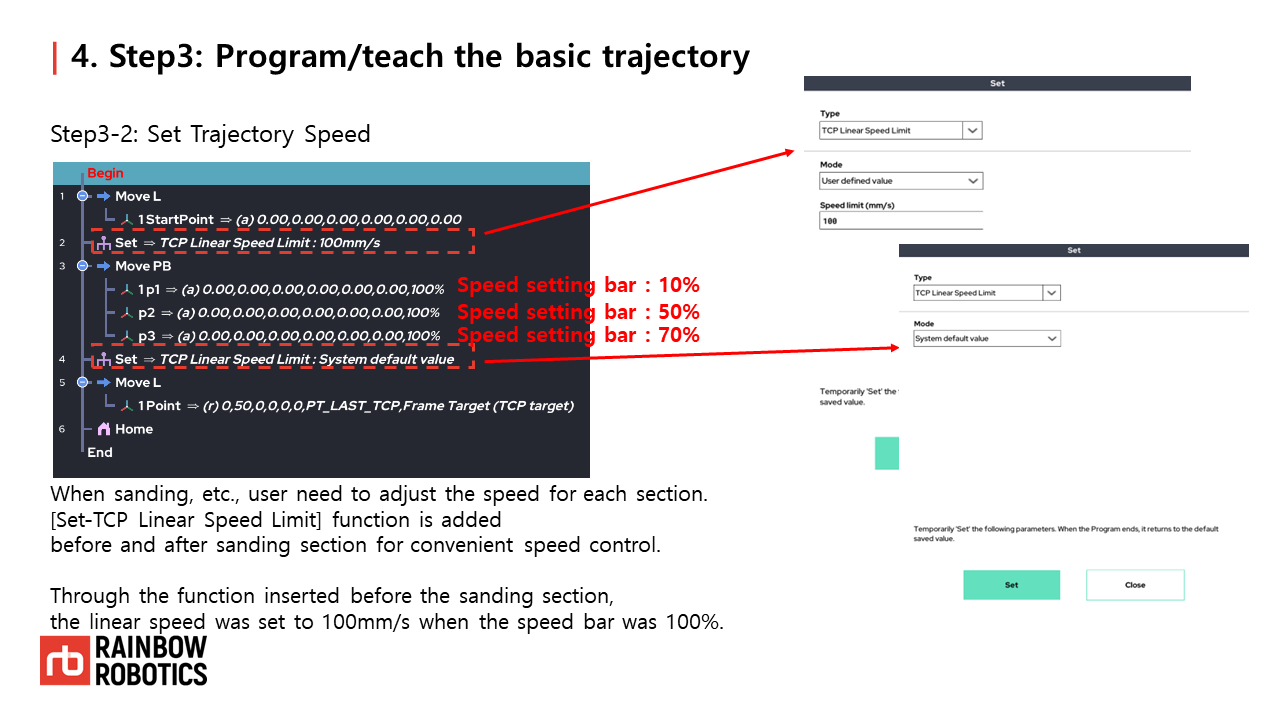 4. Step3: Program/teach the basic trajectory
Step3-2: Set Trajectory Speed
Begin
1 Move L
1 StartPoint ⇒ (a) 0.00,0.00,0.00,0.00,0.00,0.00
2 Set ⇒ TCP Linear Speed Limit : 100mm/s
3 Move PB
1 p1 ⇒ (a) 0.00,0.00,0.00,0.00,0.00,0.00,100% Speed setting bar : 10%
p2 ⇒ (a) 0.00,0.00,0.00,0.00,0.00,0.00,100% Speed setting bar : 50%
p3 ⇒ (a) 0.00,0.00,0.00,0.00,0.00,0.00,100% Speed setting bar : 70%
4 Set ⇒ TCP Linear Speed Limit : System default value
5 Move L
1 Point ⇒ (r) 0,50,0,0,0,0,PT_LAST_TCP,Frame Target (TCP target)
6 Home
End
When sanding, etc., user need to adjust the speed for each section.
[Set-TCP Linear Speed Limit] function is added
before and after sanding section for convenient speed control.
Through the function inserted before the sanding section,
the linear speed was set to 100mm/s when the speed bar was 100%.
RAINBOW
ROBOTICS
Set
Type
TCP Linear Speed Limit
Mode
User defined value
Speed limit (mm/s)
100
Temporarily 'Set' the
saved value.
Set
Type
TCP Linear Speed Limit
Mode
System default value
Temporarily 'Set' the following parameters. When the Program ends, it returns to the default
saved value.
Set
Close